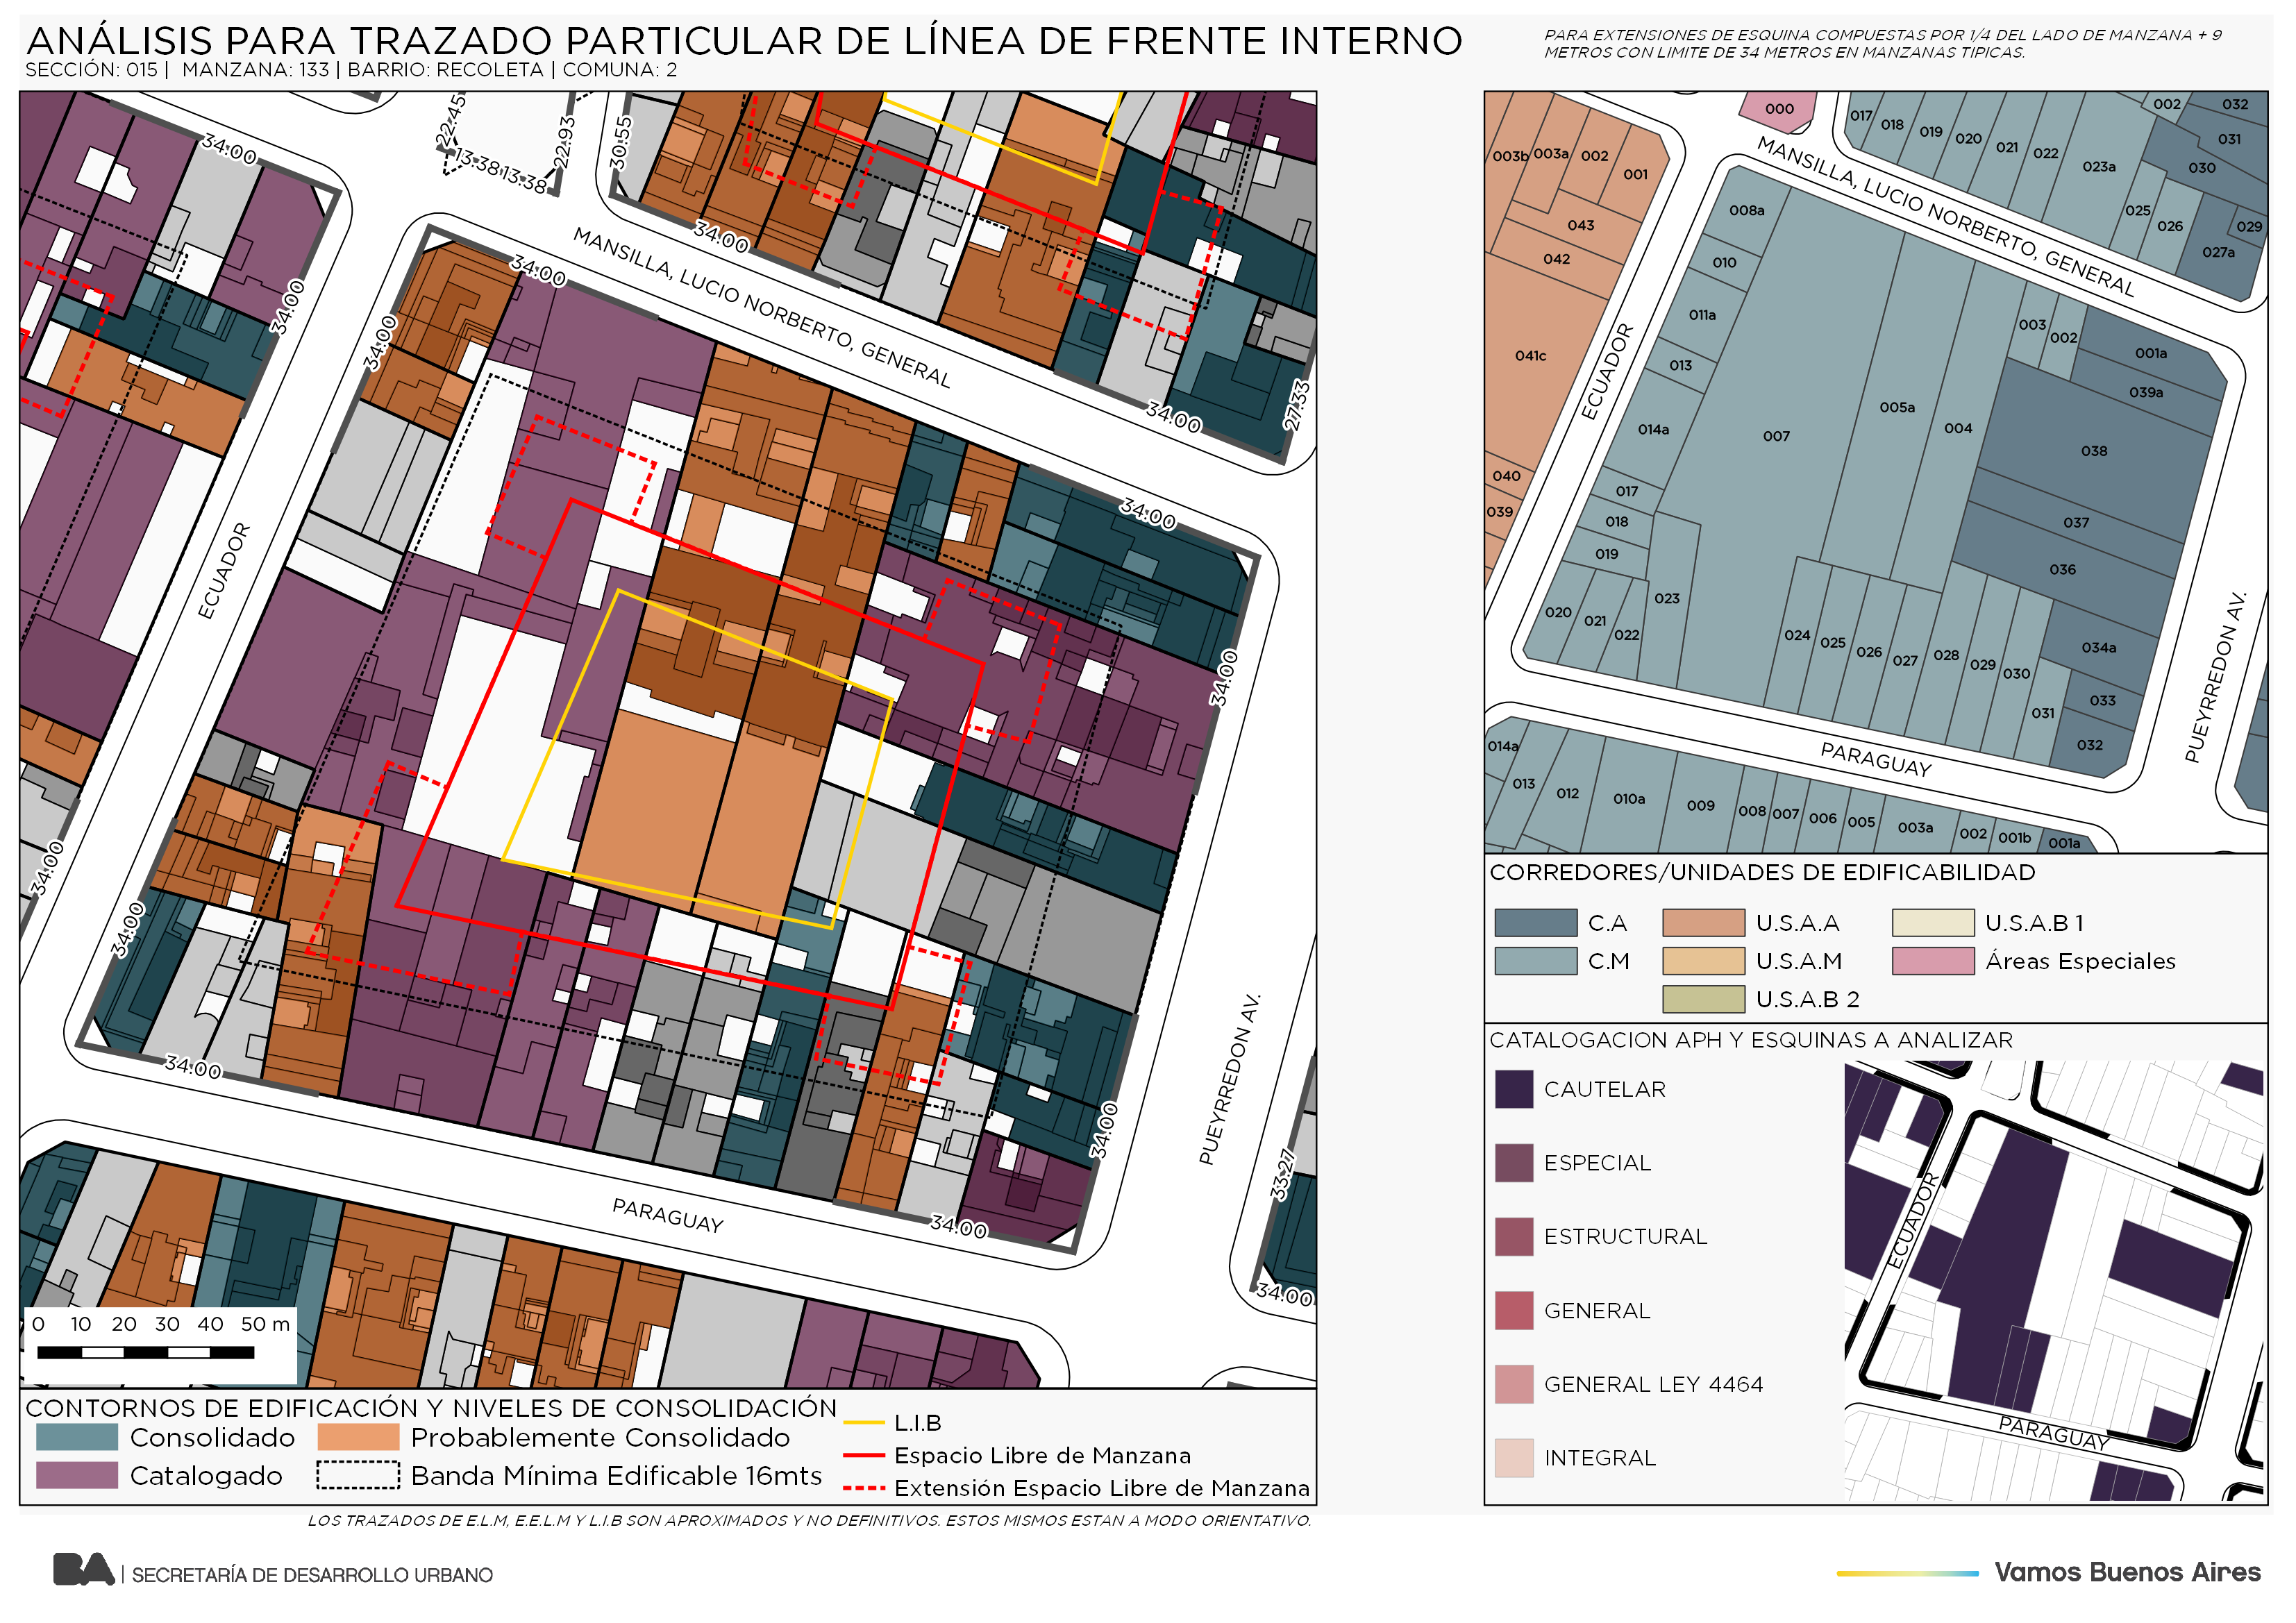 ANÁLISIS PARA TRAZADO PARTICULAR DE LÍNEA DE FRENTE INTERNO
SECCIÓN: 015 | MANZANA: 133 | BARRIO: RECOLETA | COMUNA: 2
PARA EXTENSIONES DE ESQUINA COMPUESTAS POR 1/4 DEL LADO DE MANZANA + 9
METROS CON LIMITE DE 34 METROS EN MANZANAS TIPICAS.
34.00
22.45
13.38
13.38
22.93
30.55
34.00
34.00
34.00
34.00
MANSILLA, LUCIO NORBERTO, GENERAL
27.33
34.00
34.00
ECUADOR
34.00
34.00
34.00
34.00
PUEYRREDON AV.
34.00
34.00
33.27
34.00
PARAGUAY
0 10 20 30 40 50 m
CONTORNOS DE EDIFICACIÓN Y NIVELES DE CONSOLIDACIÓN
Consolidado
Probablemente Consolidado
Catalogado
Banda Mínima Edificable 16mts
L.I.B
Espacio Libre de Manzana
Extensión Espacio Libre de Manzana
LOS TRAZADOS DE E.L.M, E.E.L.M Y L.I.B SON APROXIMADOS Y NO DEFINITIVOS. ESTOS MISMOS ESTAN A MODO ORIENTATIVO.
000
003b
003a
002
001
043
042
041c
040
039
017
018
019
020
021
022
023a
002
032
031
030
025
026
029
027a
MANSILLA, LUCIO NORBERTO, GENERAL
ECUADOR
008a
010
011a
013
014a
017
018
019
020
021
022
023
007
005a
004
003
002
001a
039a
038
037
036
034a
033
032
024
025
026
027
028
029
030
031
PUEYRREDON AV.
PARAGUAY
014a
013
012
010a
009
008
007
006
005
003a
002
001b
001a
CORREDORES/UNIDADES DE EDIFICABILIDAD
C.A
U.S.A.A
U.S.A.B 1
C.M
U.S.A.M
Áreas Especiales
U.S.A.B 2
CATALOGACION APH Y ESQUINAS A ANALIZAR
CAUTELAR
ESPECIAL
ESTRUCTURAL
GENERAL
GENERAL LEY 4464
INTEGRAL
ECUADOR
PARAGUAY
BA | SECRETARÍA DE DESARROLLO URBANO
Vamos Buenos Aires